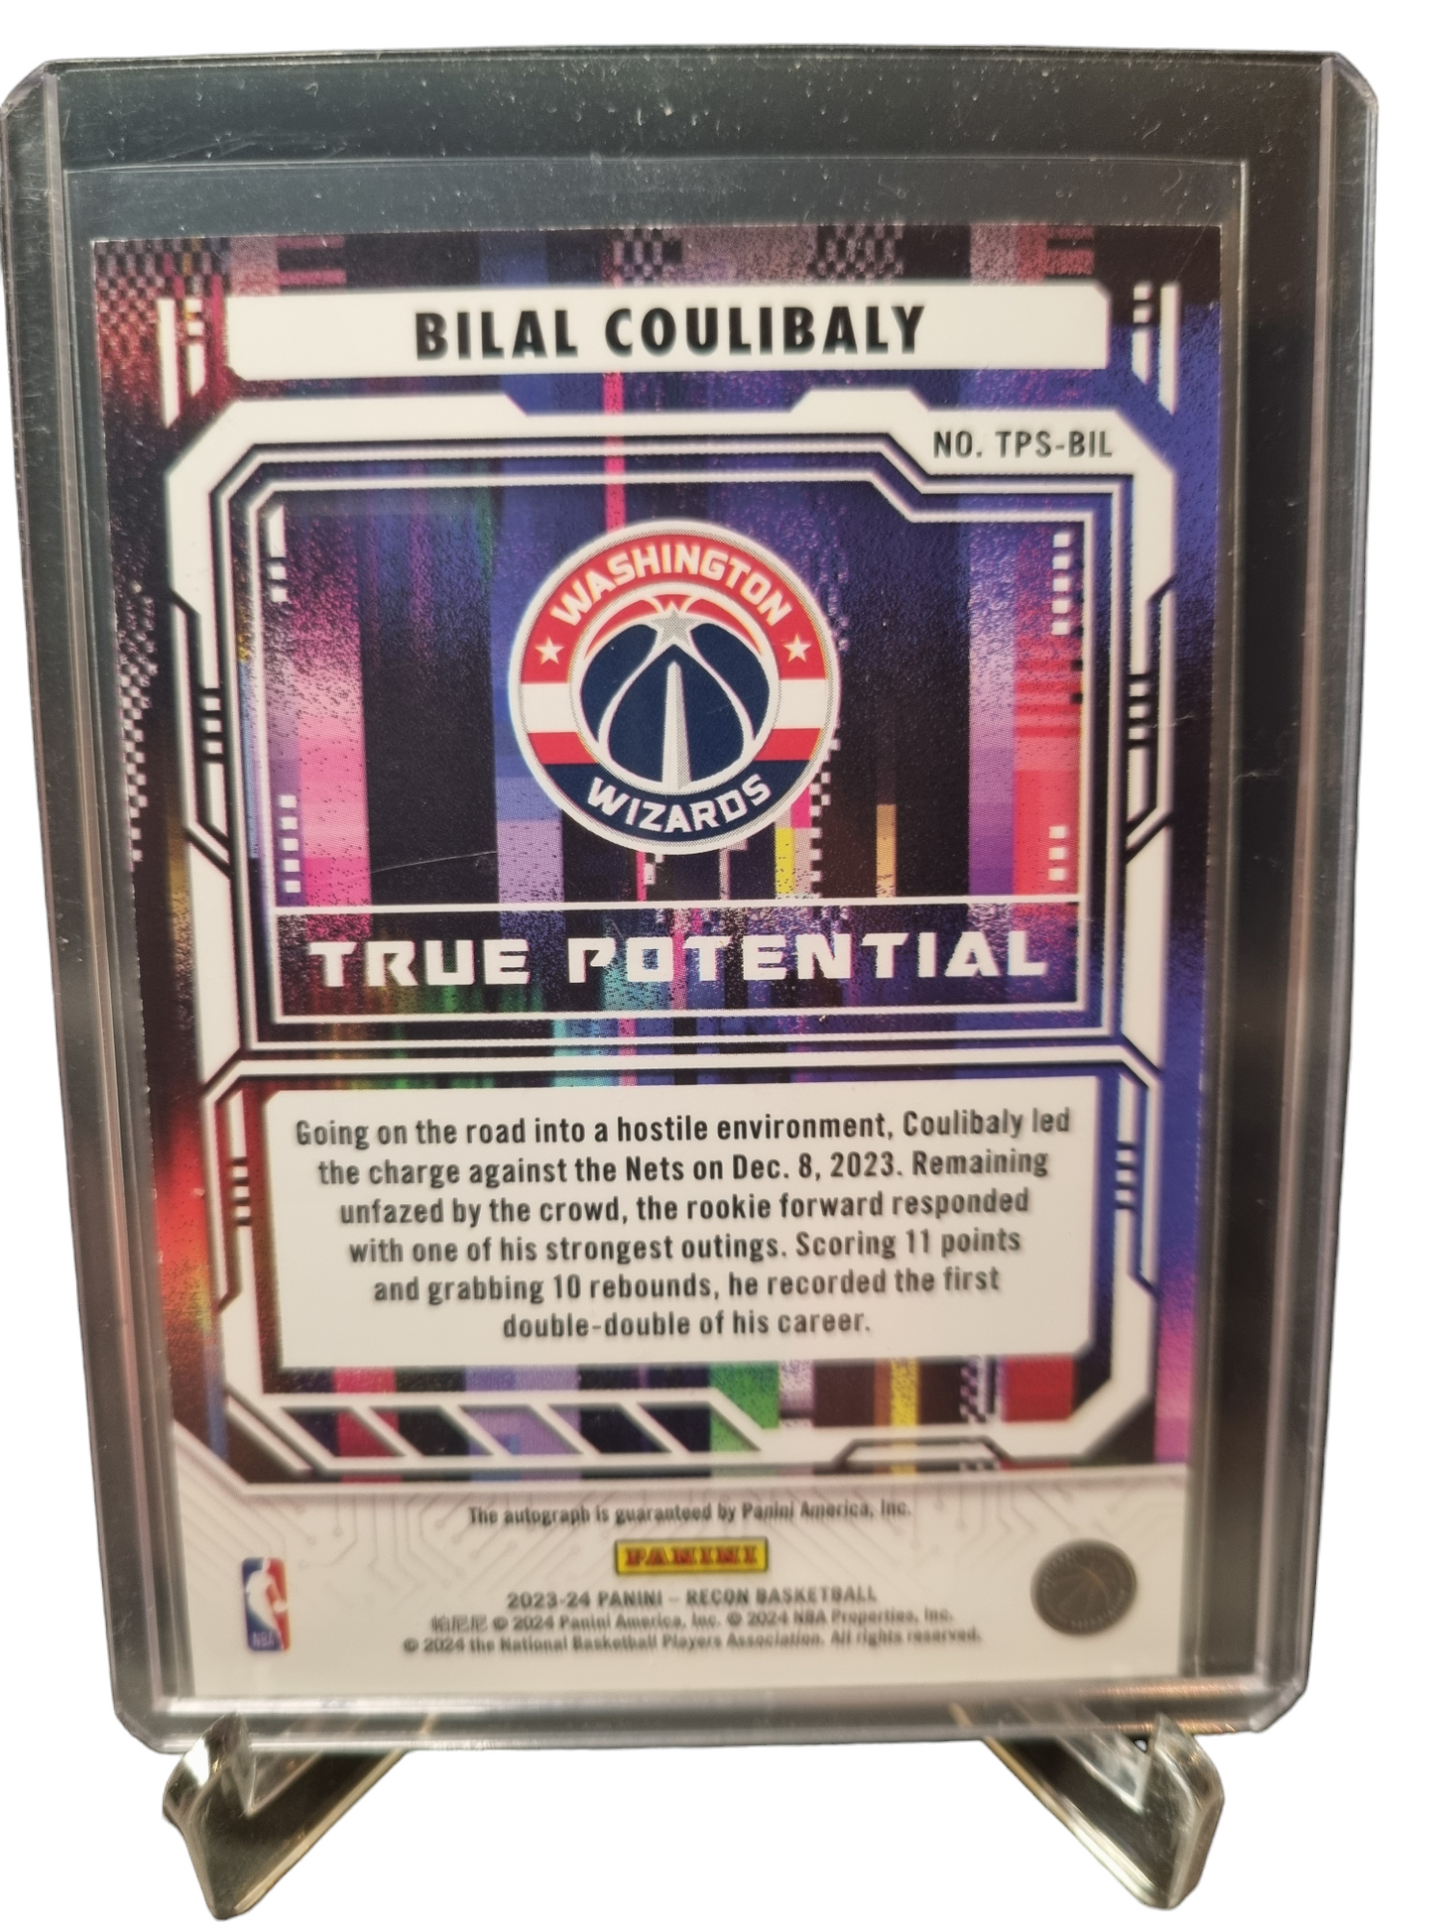 BILAL COULIBALY
NO. TPS-BIL
WASHINGTON
WIZARDS
TRUE POTENTIAL
Going on the road into a hostile environment, Coulibaly led
the charge against the Nets on Dec. 8, 2023. Remaining
unfazed by the crowd, the rookie forward responded
with one of his strongest outings. Scoring 11 points
and grabbing 10 rebounds, he recorded the first
double-double of his career.
The autograph is guaranteed by Panini America, Inc.
PANINI
2023-24 PANINI – RECON BASKETBALL
帕尼尼 © 2024 Panini America, Inc. © 2024 NBA Properties, Inc.
© 2024 the National Basketball Players Association. All rights reserved.
NBA